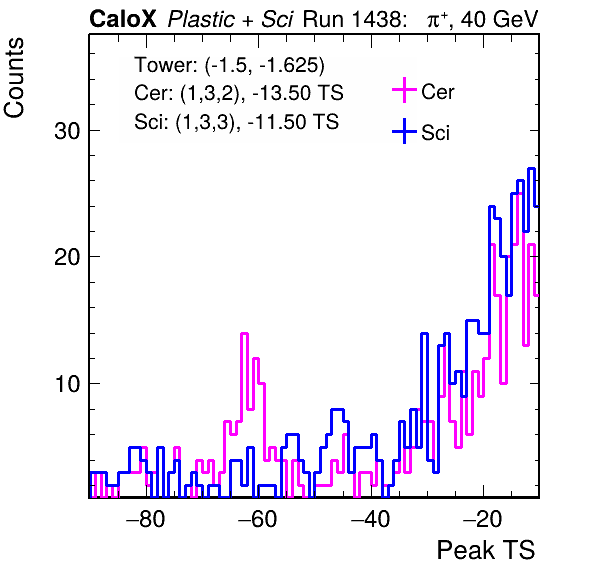 CaloX Plastic + Sci Run 1438: π⁺, 40 GeV
Tower: (-1.5, -1.625)
Cer: (1,3,2), -13.50 TS
Sci: (1,3,3), -11.50 TS
Cer
Sci
Counts
30
20
10
−80 −60 −40 −20
Peak TS